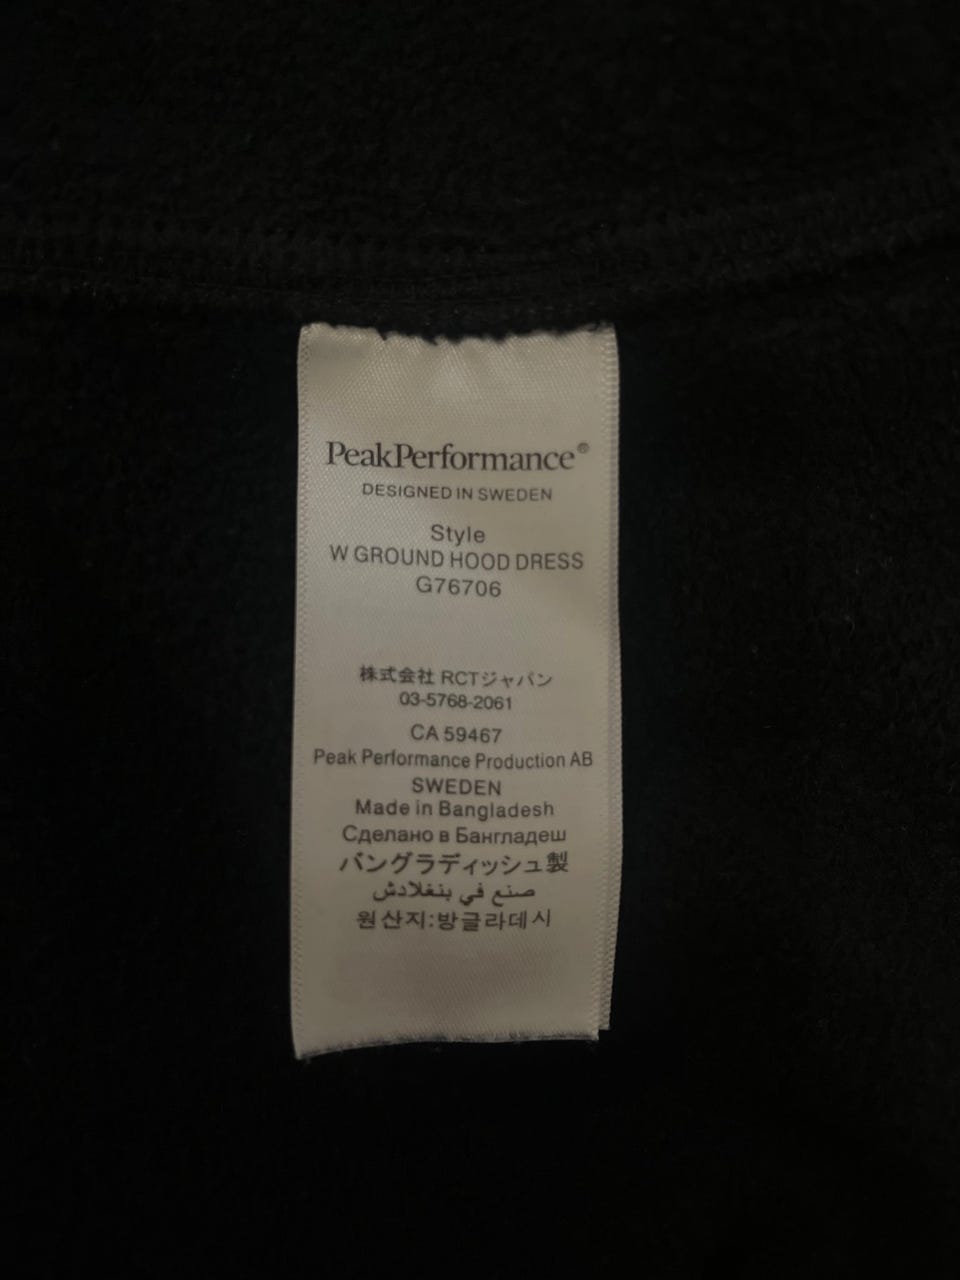 PeakPerformance®
DESIGNED IN SWEDEN
Style
W GROUND HOOD DRESS
G76706
株式会社 RCTジャパン
03-5768-2061
CA 59467
Peak Performance Production AB
SWEDEN
Made in Bangladesh
Сделано в Бангладеш
バングラディッシュ製
صنع في بنغلادش
원산지:방글라데시